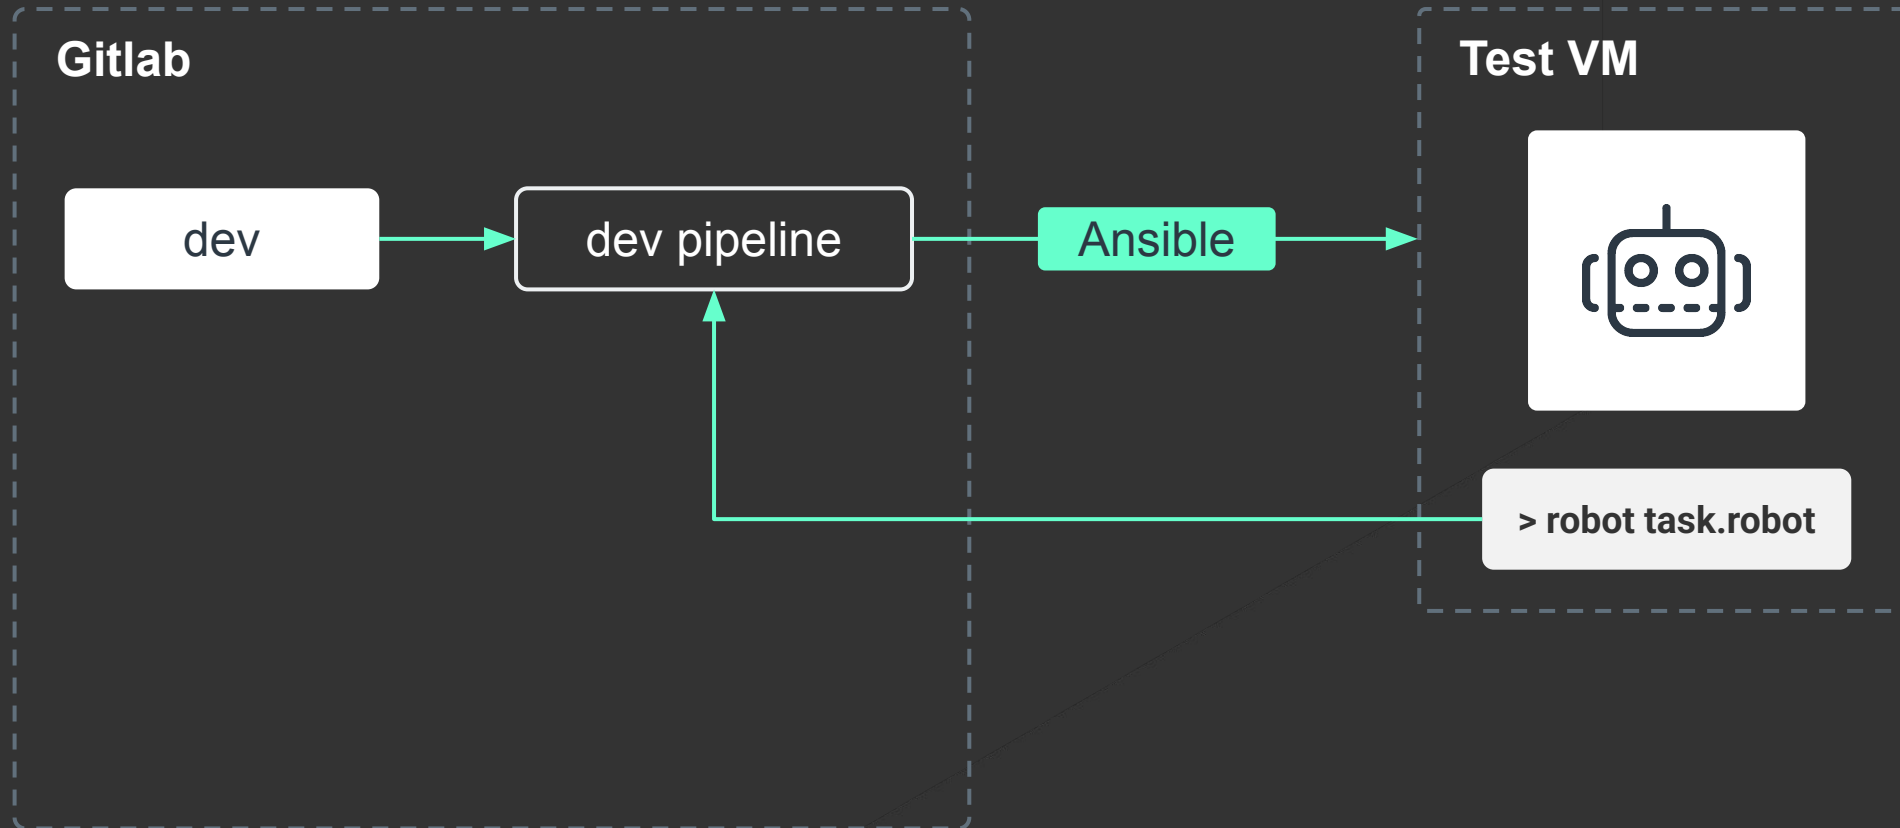 Gitlab
Test VM
dev
dev pipeline
Ansible
> robot task.robot